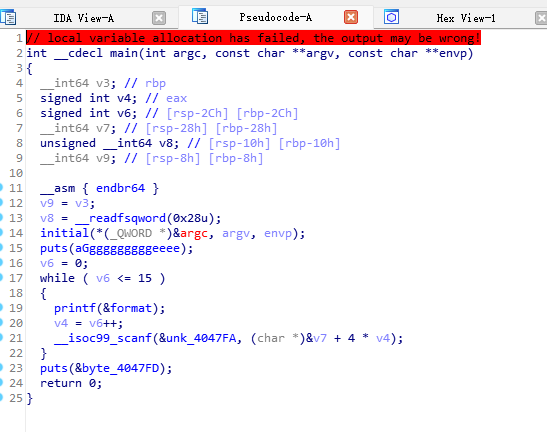 IDA View-A Pseudocode-A Hex View-1
1 // local variable allocation has failed, the output may be wrong!
2 int __cdecl main(int argc, const char **argv, const char **envp)
3 {
4 __int64 v3; // rbp
5 signed int v4; // eax
6 signed int v6; // [rsp-2Ch] [rbp-2Ch]
7 __int64 v7; // [rsp-28h] [rbp-28h]
8 unsigned __int64 v8; // [rsp-10h] [rbp-10h]
9 __int64 v9; // [rsp-8h] [rbp-8h]
10
11 __asm { endbr64 }
12 v9 = v3;
13 v8 = __readfsqword(0x28u);
14 initial(*(_QWORD *)&argc, argv, envp);
15 puts(aGggggggggggeeee);
16 v6 = 0;
17 while ( v6 <= 15 )
18 {
19 printf(&format);
20 v4 = v6++;
21 __isoc99_scanf(&unk_4047FA, (char *)&v7 + 4 * v4);
22 }
23 puts(&byte_4047FD);
24 return 0;
25 }